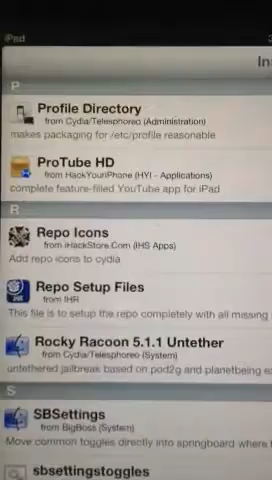 iPad
Ins
P
Profile Directory
from Cydia/Telesphoreo (Administration)
makes packaging for /etc/profile reasonable
ProTube HD
from HackYouriPhone (HYI - Applications)
complete feature-filled YouTube app for iPad
R
Repo Icons
from iHackStore.Com (IHS Apps)
Add repo icons to cydia
Repo Setup Files
from IHR
This file is to setup the repo completely with all missing
Rocky Racoon 5.1.1 Untether
from Cydia/Telesphoreo (System)
untethered jailbreak based on pod2g and planetbeing
S
SBSettings
from BigBoss (System)
Move common toggles directly into springboard where
sbsettingstoggles